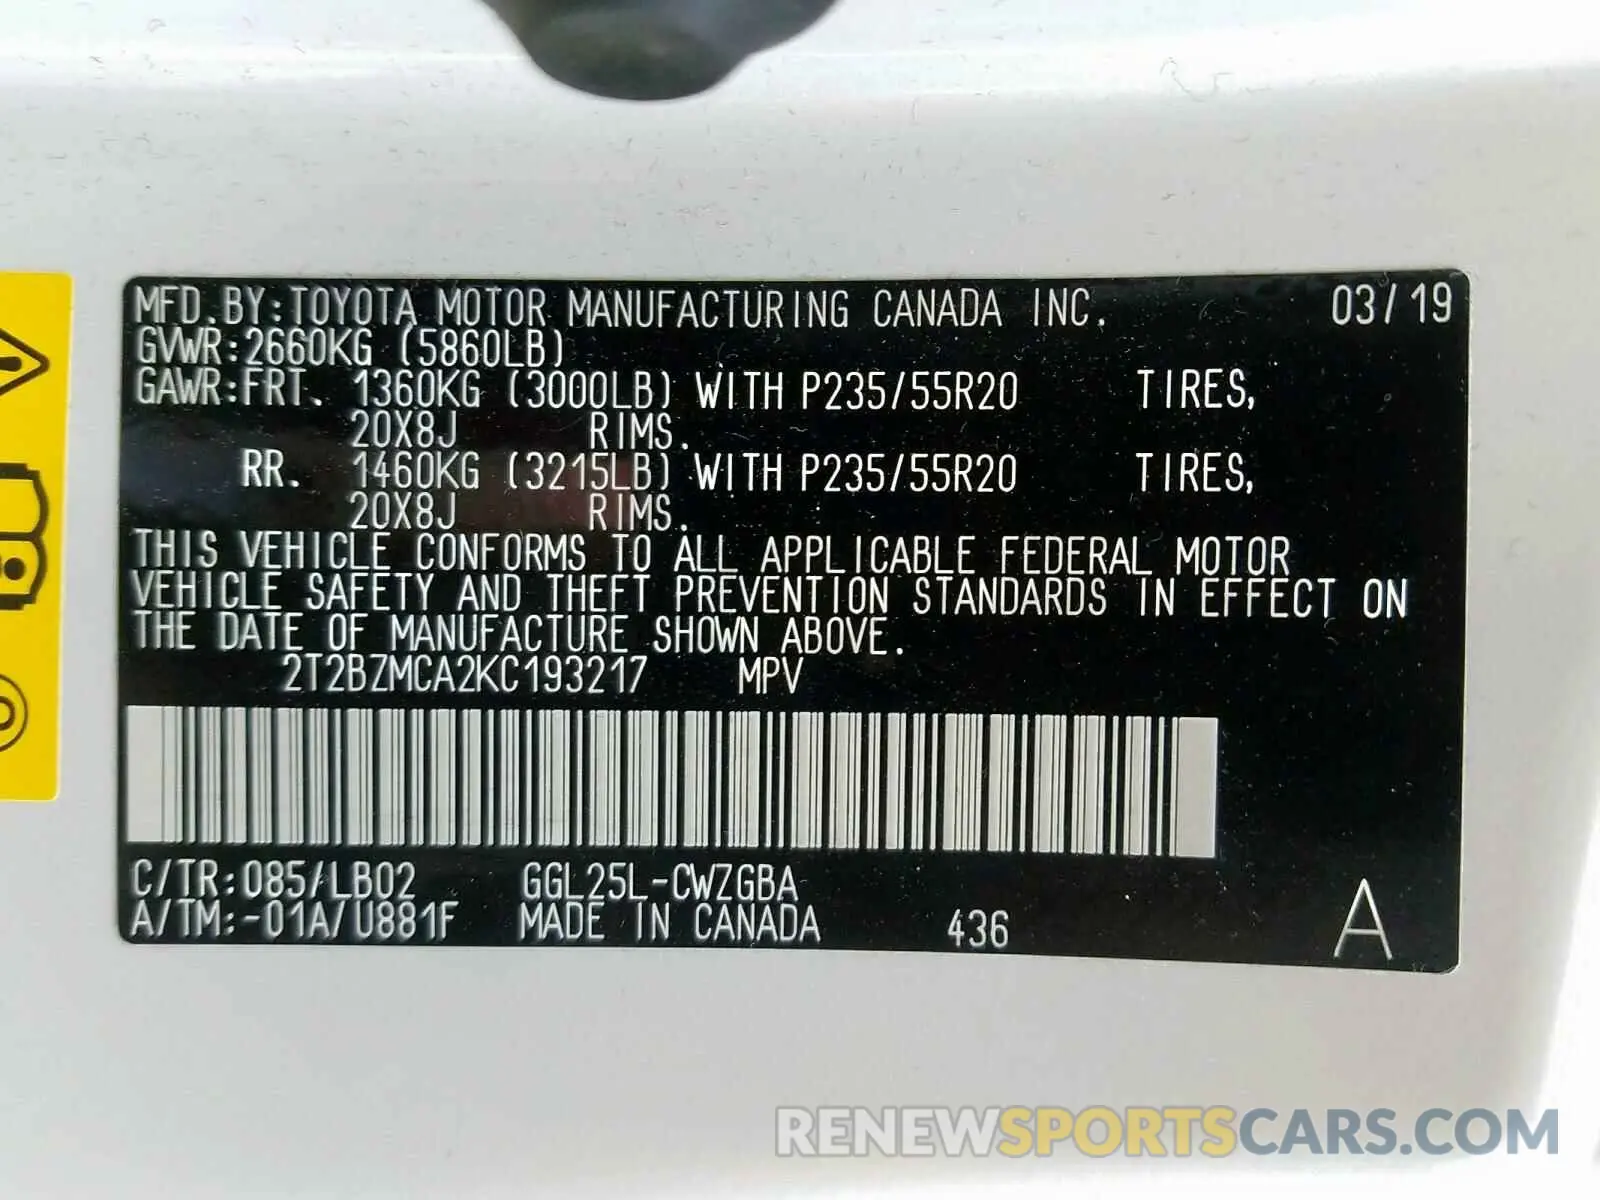 MFD.BY:TOYOTA MOTOR MANUFACTURING CANADA INC. 03/19
GVWR:2660KG (5860LB)
GAWR:FRT. 1360KG (3000LB) WITH P235/55R20 TIRES,
20X8J RIMS.
RR. 1460KG (3215LB) WITH P235/55R20 TIRES,
20X8J RIMS.
THIS VEHICLE CONFORMS TO ALL APPLICABLE FEDERAL MOTOR
VEHICLE SAFETY AND THEFT PREVENTION STANDARDS IN EFFECT ON
THE DATE OF MANUFACTURE SHOWN ABOVE.
2T2BZMCA2KC193217 MPV
C/TR:085/LB02 GGL25L-CWZGBA
A/TM:-01A/U881F MADE IN CANADA 436 A
RENEWSPORTSCARS.COM